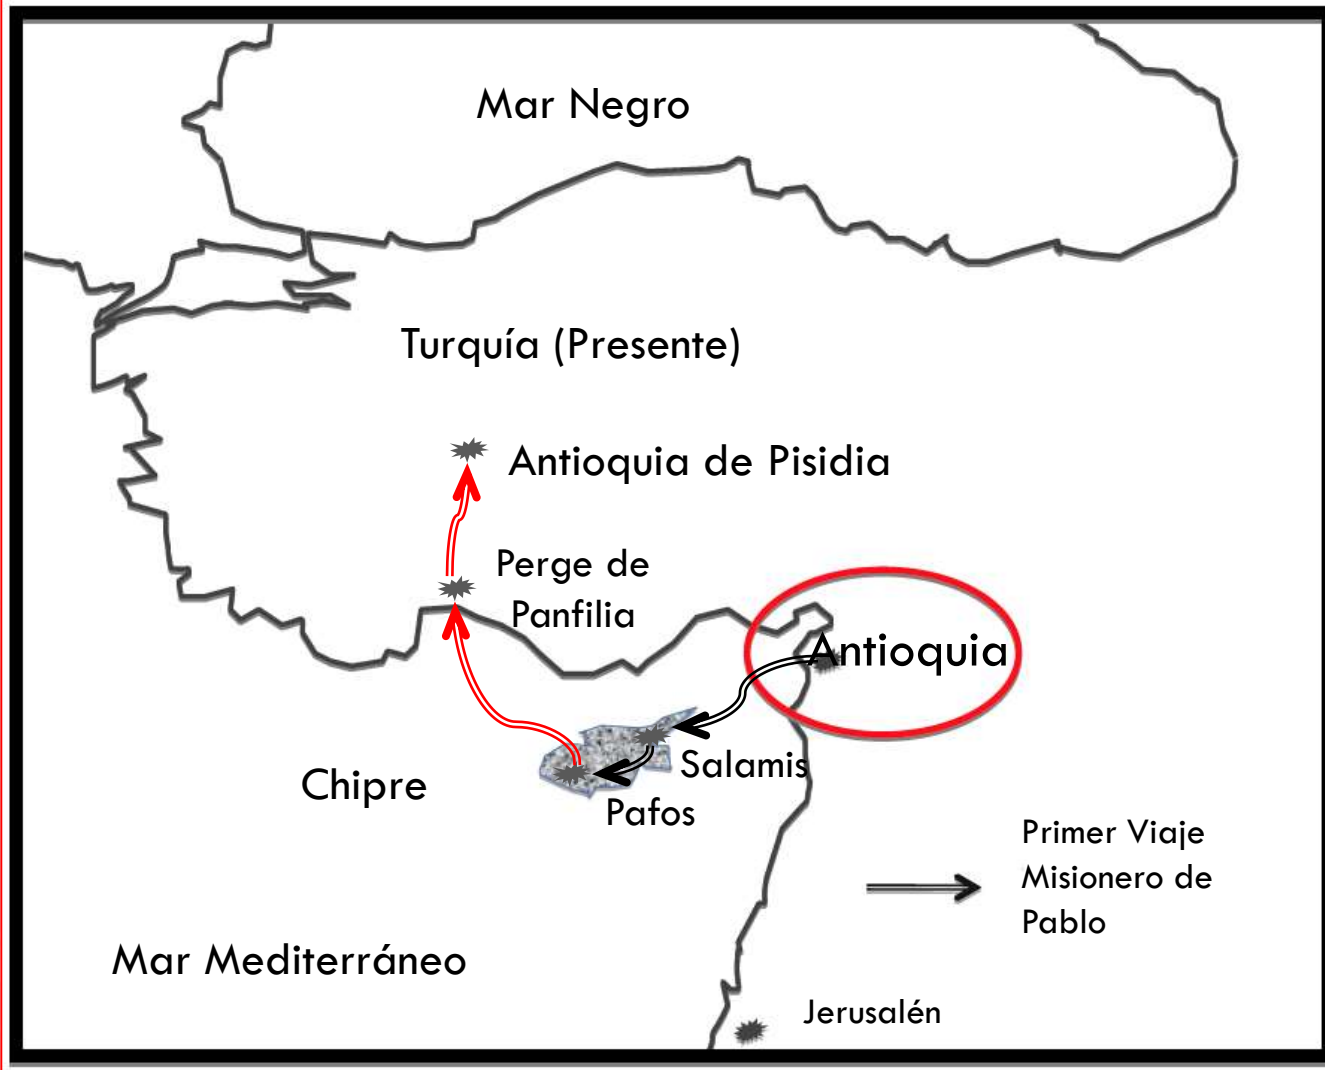 Mar Negro
Turquía (Presente)
Antioquia de Pisidia
Perge de
Panfilia
Antioquia
Salamis
Chipre
Pafos
Primer Viaje
Misionero de
Pablo
Mar Mediterráneo
Jerusalén